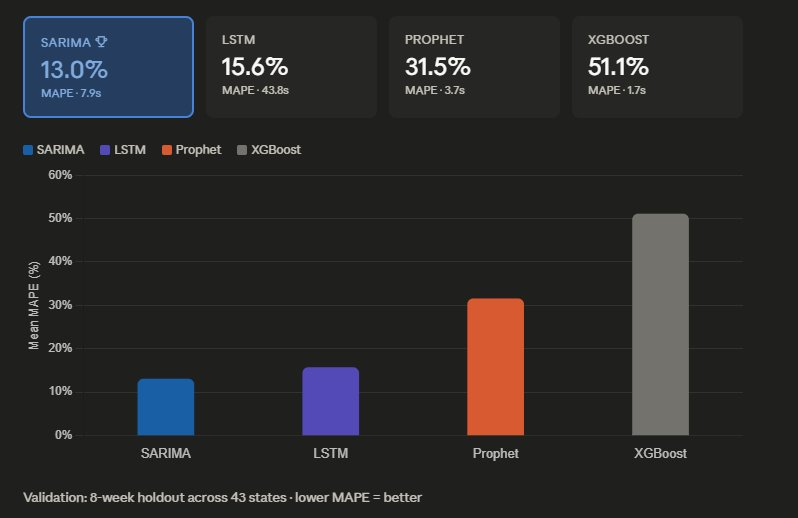 SARIMA
13.0%
MAPE · 7.9s
LSTM
15.6%
MAPE · 43.8s
PROPHET
31.5%
MAPE · 3.7s
XGBOOST
51.1%
MAPE · 1.7s
SARIMA LSTM Prophet XGBoost
Mean MAPE (%)
60%
50%
40%
30%
20%
10%
0%
SARIMA LSTM Prophet XGBoost
Validation: 8-week holdout across 43 states · lower MAPE = better